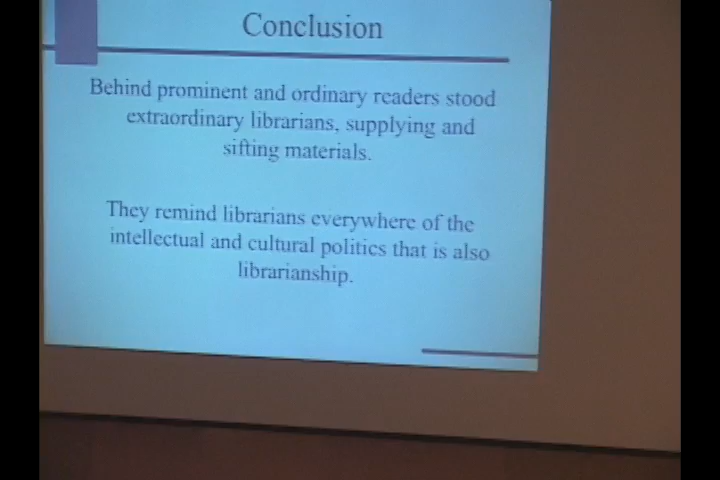 Conclusion
Behind prominent and ordinary readers stood
extraordinary librarians, supplying and
sifting materials.
They remind librarians everywhere of the
intellectual and cultural politics that is also
librarianship.